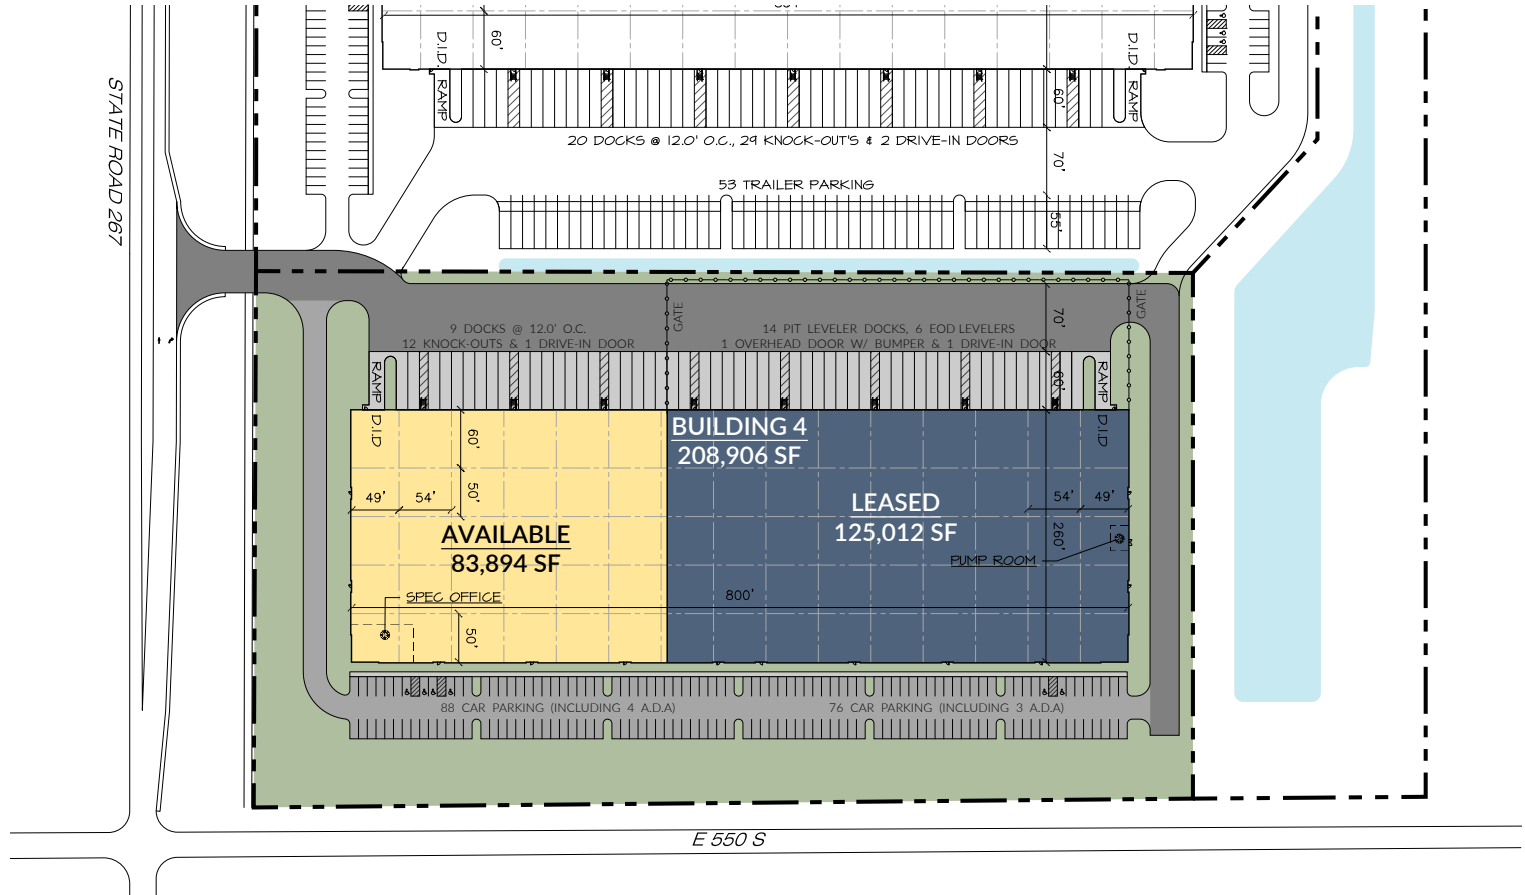 60'
D.I.D.
D.I.D.
RAMP
RAMP
60'
20 DOCKS @ 12.0' O.C., 29 KNOCK-OUT'S & 2 DRIVE-IN DOORS
70'
53 TRAILER PARKING
55'
STATE ROAD 267
GATE
GATE
70'
9 DOCKS @ 12.0' O.C.
12 KNOCK-OUTS & 1 DRIVE-IN DOOR
14 PIT LEVELER DOCKS, 6 EOD LEVELERS
1 OVERHEAD DOOR W/ BUMPER & 1 DRIVE-IN DOOR
RAMP
60'
RAMP
D.I.D
D.I.D
60'
BUILDING 4
208,906 SF
49'
54'
50'
LEASED
125,012 SF
54'
49'
260'
AVAILABLE
83,894 SF
PUMP ROOM
SPEC OFFICE
800'
50'
88 CAR PARKING (INCLUDING 4 A.D.A)
76 CAR PARKING (INCLUDING 3 A.D.A)
E 550 S